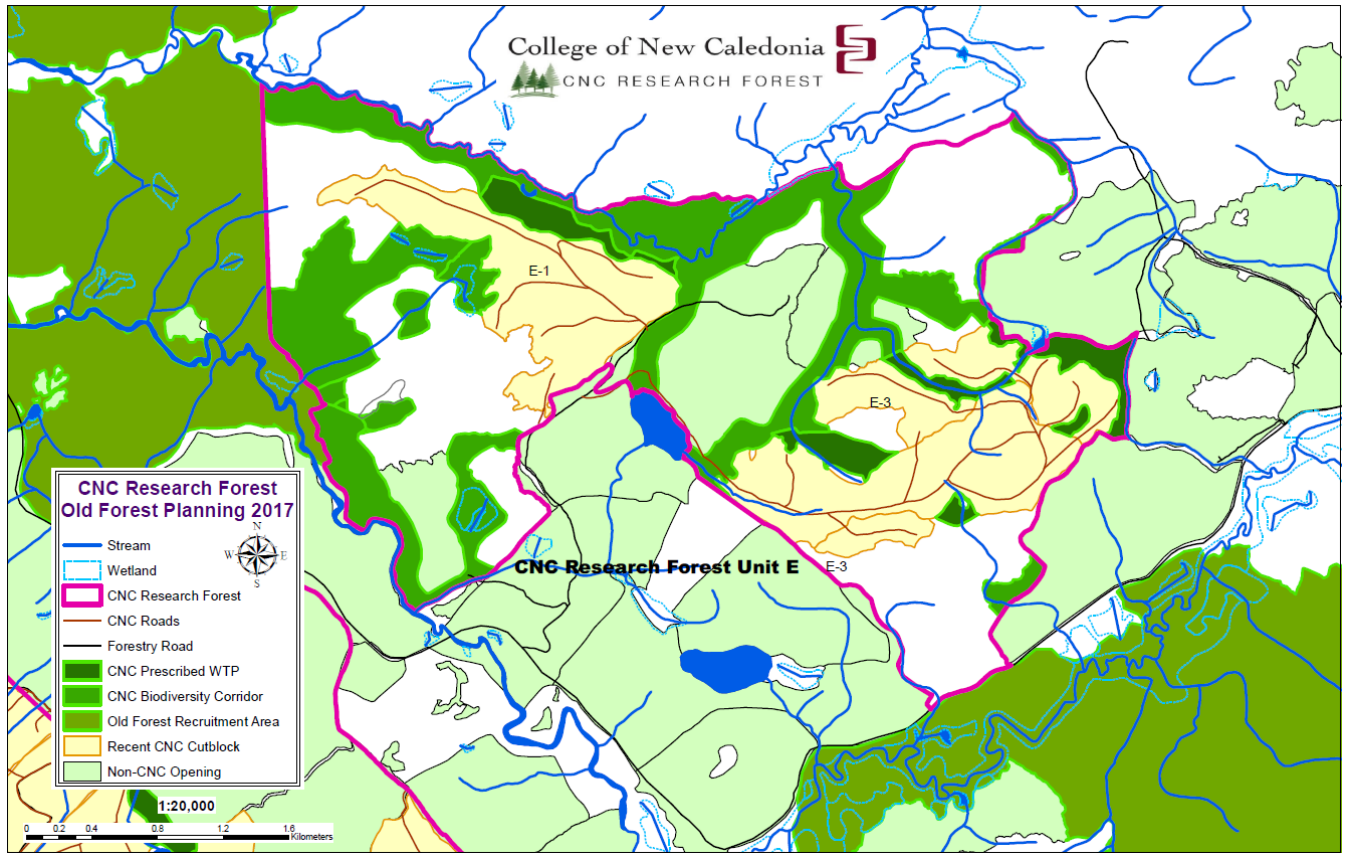 College of New Caledonia
CNC RESEARCH FOREST
E-1
E-3
CNC Research Forest Unit E
E-3
CNC Research Forest
Old Forest Planning 2017
N
W E
S
Stream
Wetland
CNC Research Forest
CNC Roads
Forestry Road
CNC Prescribed WTP
CNC Biodiversity Corridor
Old Forest Recruitment Area
Recent CNC Cutblock
Non-CNC Opening
1:20,000
0 0.2 0.4 0.8 1.2 1.6
Kilometers